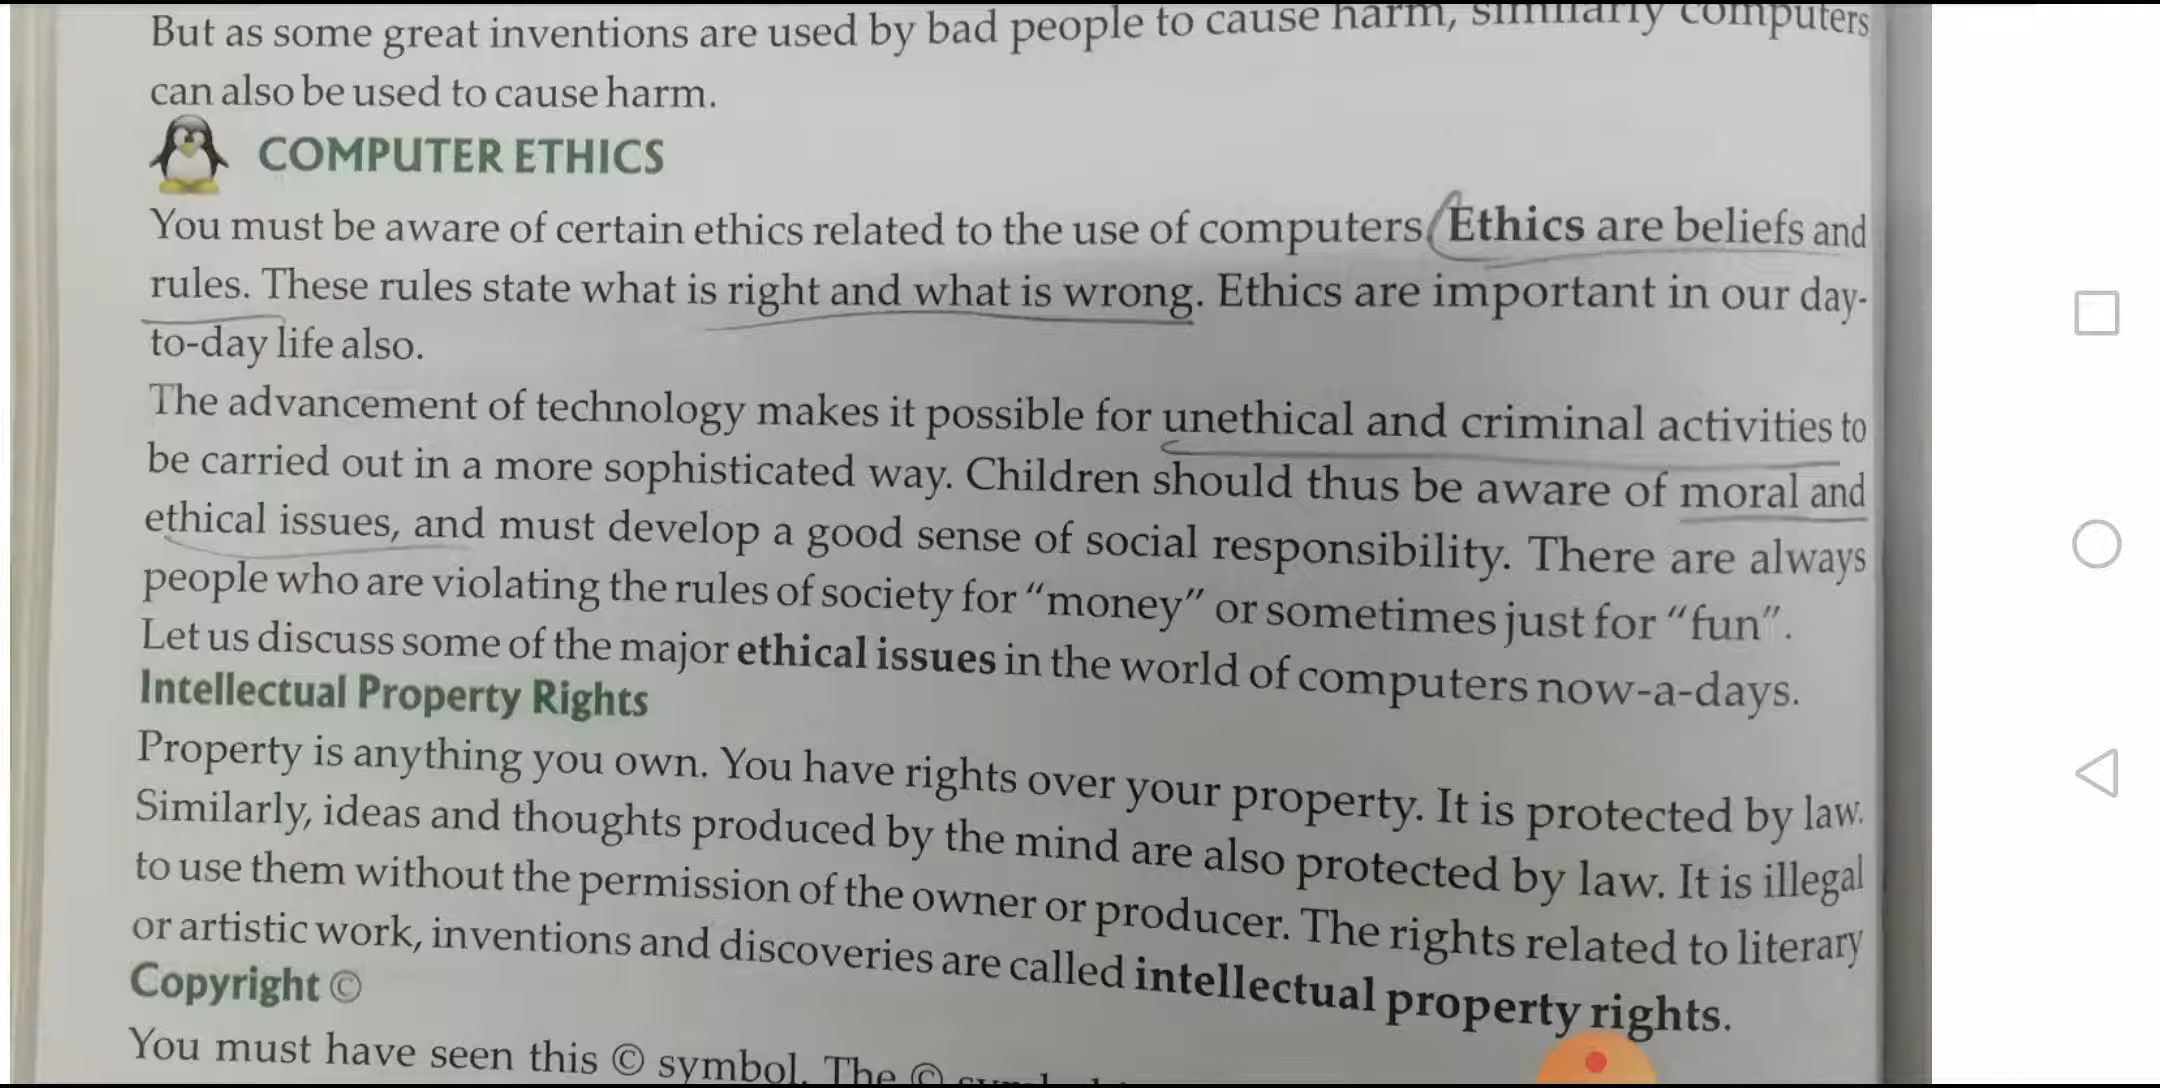 But as some great inventions are used by bad people to cause harm, similarly computers
can also be used to cause harm.
COMPUTER ETHICS
You must be aware of certain ethics related to the use of computers. Ethics are beliefs and
rules. These rules state what is right and what is wrong. Ethics are important in our day-
to-day life also.
The advancement of technology makes it possible for unethical and criminal activities to
be carried out in a more sophisticated way. Children should thus be aware of moral and
ethical issues, and must develop a good sense of social responsibility. There are always
people who are violating the rules of society for “money” or sometimes just for “fun”.
Let us discuss some of the major ethical issues in the world of computers now-a-days.
Intellectual Property Rights
Property is anything you own. You have rights over your property. It is protected by law.
Similarly, ideas and thoughts produced by the mind are also protected by law. It is illegal
to use them without the permission of the owner or producer. The rights related to literary
or artistic work, inventions and discoveries are called intellectual property rights.
Copyright ©
You must have seen this © symbol. The ©